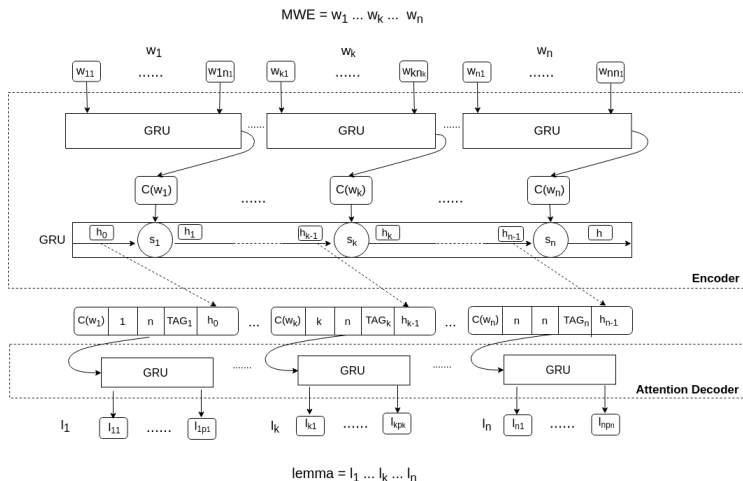 MWE = w1 ... wk ... wn
w1 wk wn
w11 ...... w1n1 wk1 ...... wknk wn1 ...... wnn1
GRU ...... GRU ...... GRU
C(w1) ...... C(wk) ...... C(wn)
GRU h0 s1 h1 hk-1 sk hk hn-1 sn h
Encoder
C(w1) 1 n TAG1 h0 ... C(wk) k n TAGk hk-1 ... C(wn) n n TAGn hn-1
GRU ....... GRU ....... GRU
Attention Decoder
l1 l11 ...... l1p1 lk lk1 ...... lkpk ln ln1 ...... lnpn
lemma = l1 ... lk ... ln